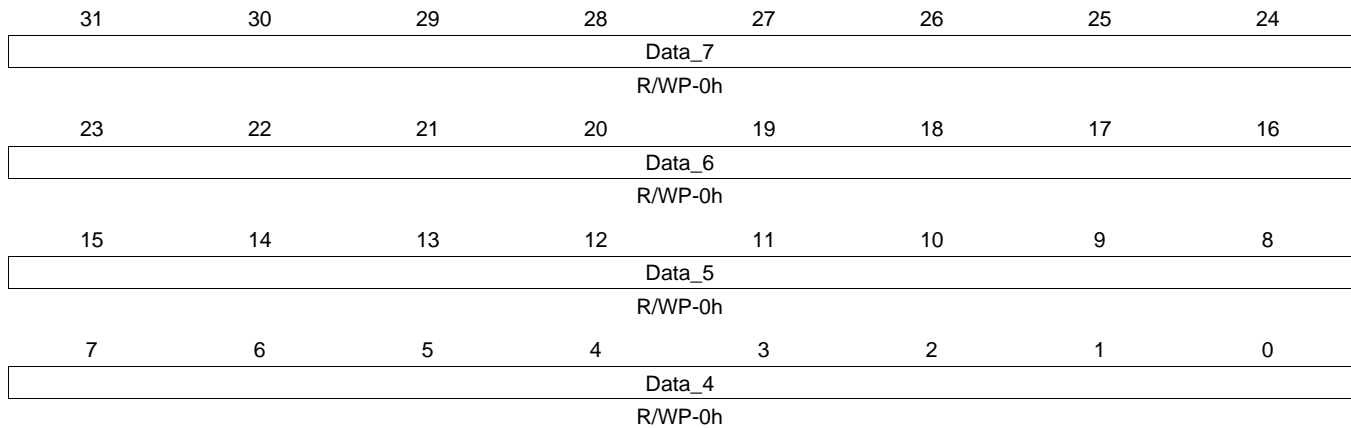 31 30 29 28 27 26 25 24
Data_7
R/WP-0h
23 22 21 20 19 18 17 16
Data_6
R/WP-0h
15 14 13 12 11 10 9 8
Data_5
R/WP-0h
7 6 5 4 3 2 1 0
Data_4
R/WP-0h